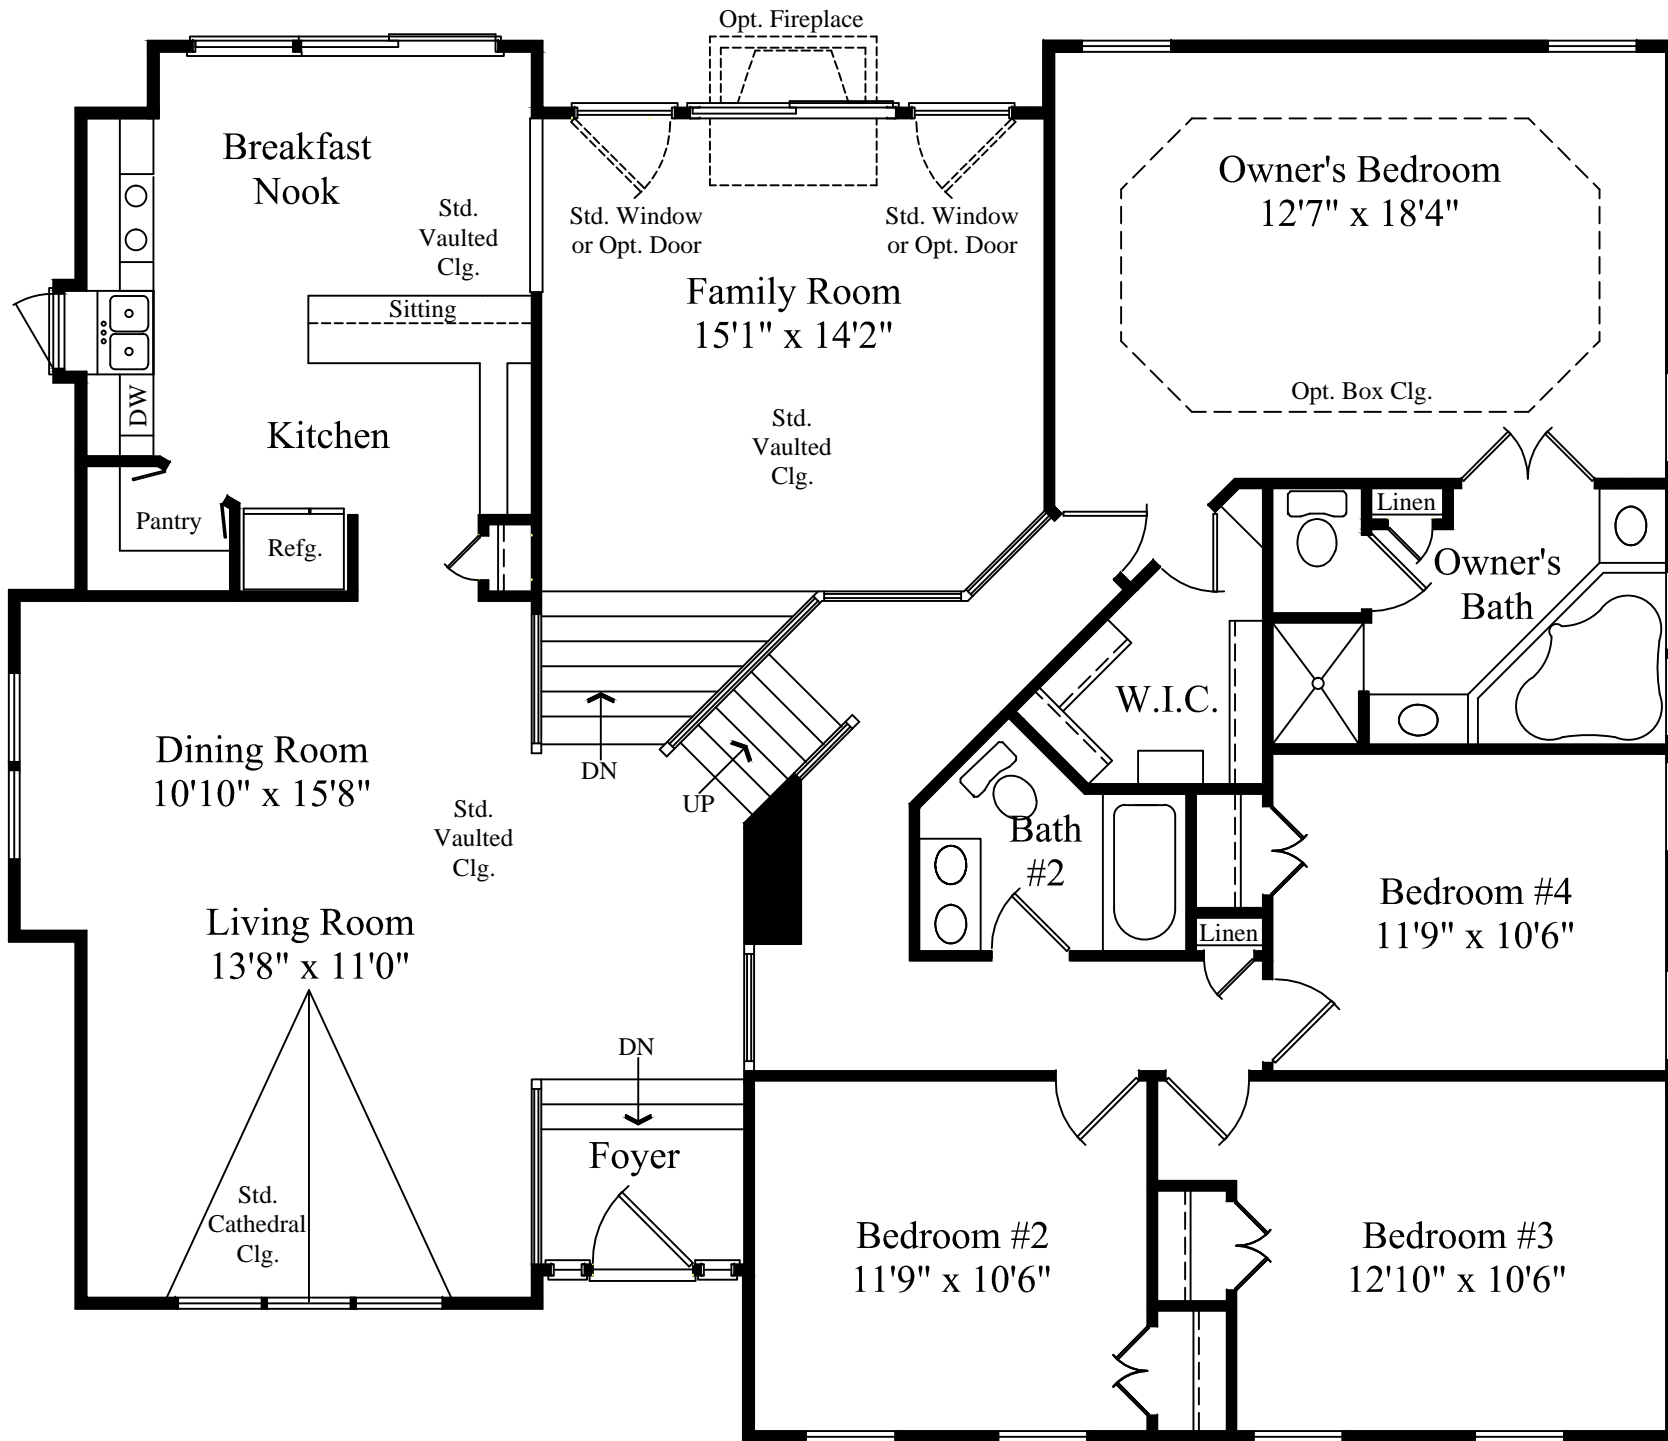 Opt. Fireplace
Breakfast
Nook
Std.
Vaulted
Clg.
Std. Window
or Opt. Door
Std. Window
or Opt. Door
Owner's Bedroom
12'7" x 18'4"
Opt. Box Clg.
Sitting
Family Room
15'1" x 14'2"
Std.
Vaulted
Clg.
DW
Kitchen
Pantry
Refg.
Linen
Owner's
Bath
W.I.C.
DN
UP
Dining Room
10'10" x 15'8"
Std.
Vaulted
Clg.
Bath
#2
Linen
Bedroom #4
11'9" x 10'6"
Living Room
13'8" x 11'0"
Std.
Cathedral
Clg.
DN
Foyer
Bedroom #2
11'9" x 10'6"
Bedroom #3
12'10" x 10'6"